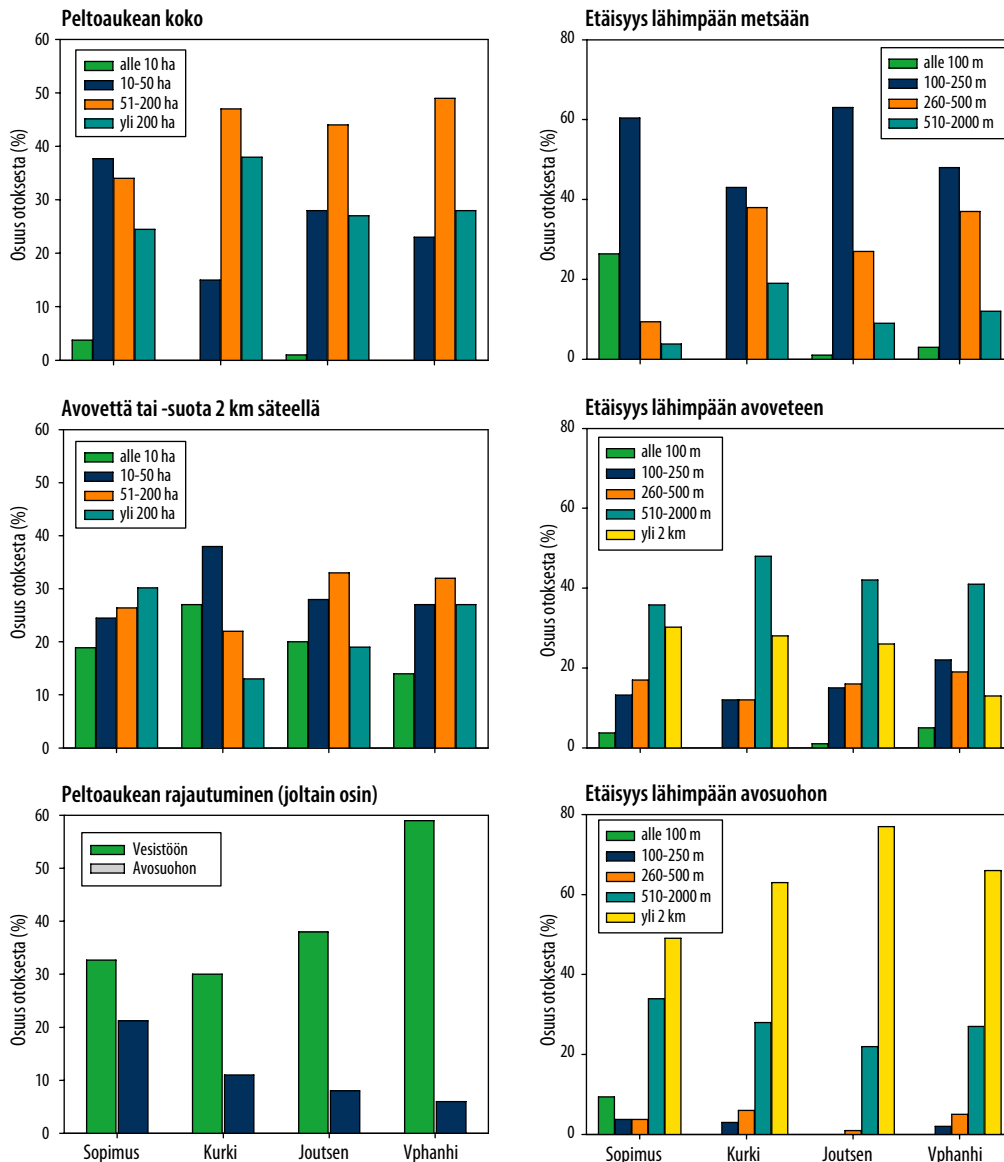 Peltoaukean koko
Osuus otoksesta (%)
60
50
40
30
20
10
0
alle 10 ha
10-50 ha
51-200 ha
yli 200 ha
Etäisyys lähimpään metsään
Osuus otoksesta (%)
80
60
40
20
0
alle 100 m
100-250 m
260-500 m
510-2000 m
Avovettä tai -suota 2 km säteellä
Osuus otoksesta (%)
60
50
40
30
20
10
0
alle 10 ha
10-50 ha
51-200 ha
yli 200 ha
Etäisyys lähimpään avoveteen
Osuus otoksesta (%)
80
60
40
20
0
alle 100 m
100-250 m
260-500 m
510-2000 m
yli 2 km
Peltoaukean rajautuminen (joltain osin)
Osuus otoksesta (%)
60
50
40
30
20
10
0
Vesistöön
Avosuohon
Sopimus Kurki Joutsen Vphanhi
Etäisyys lähimpään avosuohon
Osuus otoksesta (%)
80
60
40
20
0
alle 100 m
100-250 m
260-500 m
510-2000 m
yli 2 km
Sopimus Kurki Joutsen Vphanhi